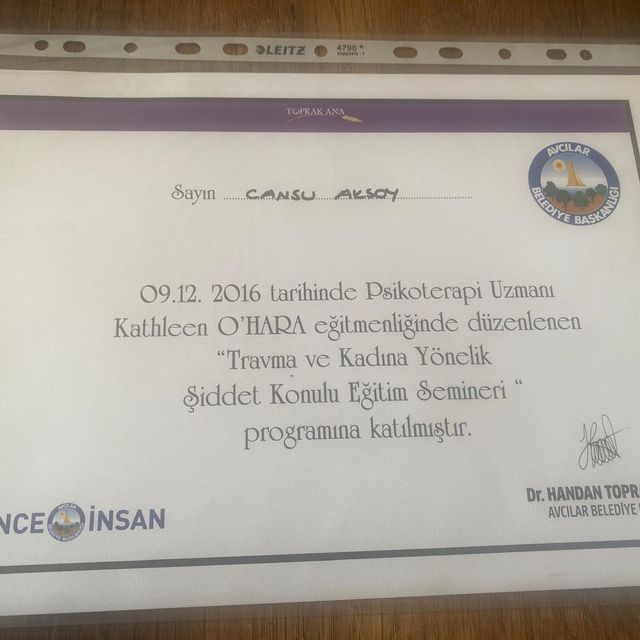 LEITZ 4796
TOPRAK ANA
AVCILAR
BELEDİYE BAŞKANLIĞI
Sayın CANSU AKSOY
09.12. 2016 tarihinde Psikoterapi Uzmanı
Kathleen O'HARA eğitmenliğinde düzenlenen
“Travma ve Kadına Yönelik
Şiddet Konulu Eğitim Semineri “
programına katılmıştır.
Dr. HANDAN TOPRA
AVCILAR BELEDİYE
NCE İNSAN